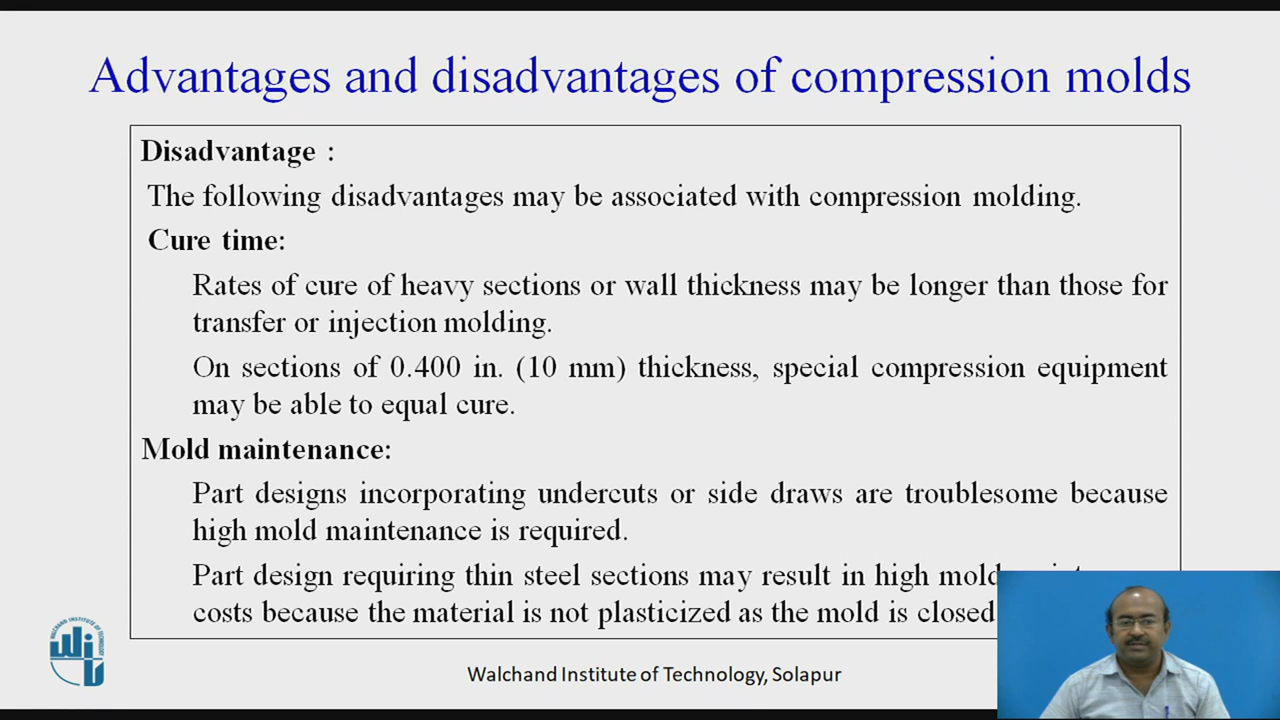 Advantages and disadvantages of compression molds
Disadvantage :
The following disadvantages may be associated with compression molding.
Cure time:
Rates of cure of heavy sections or wall thickness may be longer than those for
transfer or injection molding.
On sections of 0.400 in. (10 mm) thickness, special compression equipment
may be able to equal cure.
Mold maintenance:
Part designs incorporating undercuts or side draws are troublesome because
high mold maintenance is required.
Part design requiring thin steel sections may result in high mold
costs because the material is not plasticized as the mold is closed
WALCHAND INSTITUTE OF TECHNOLOGY
WIT
Walchand Institute of Technology, Solapur